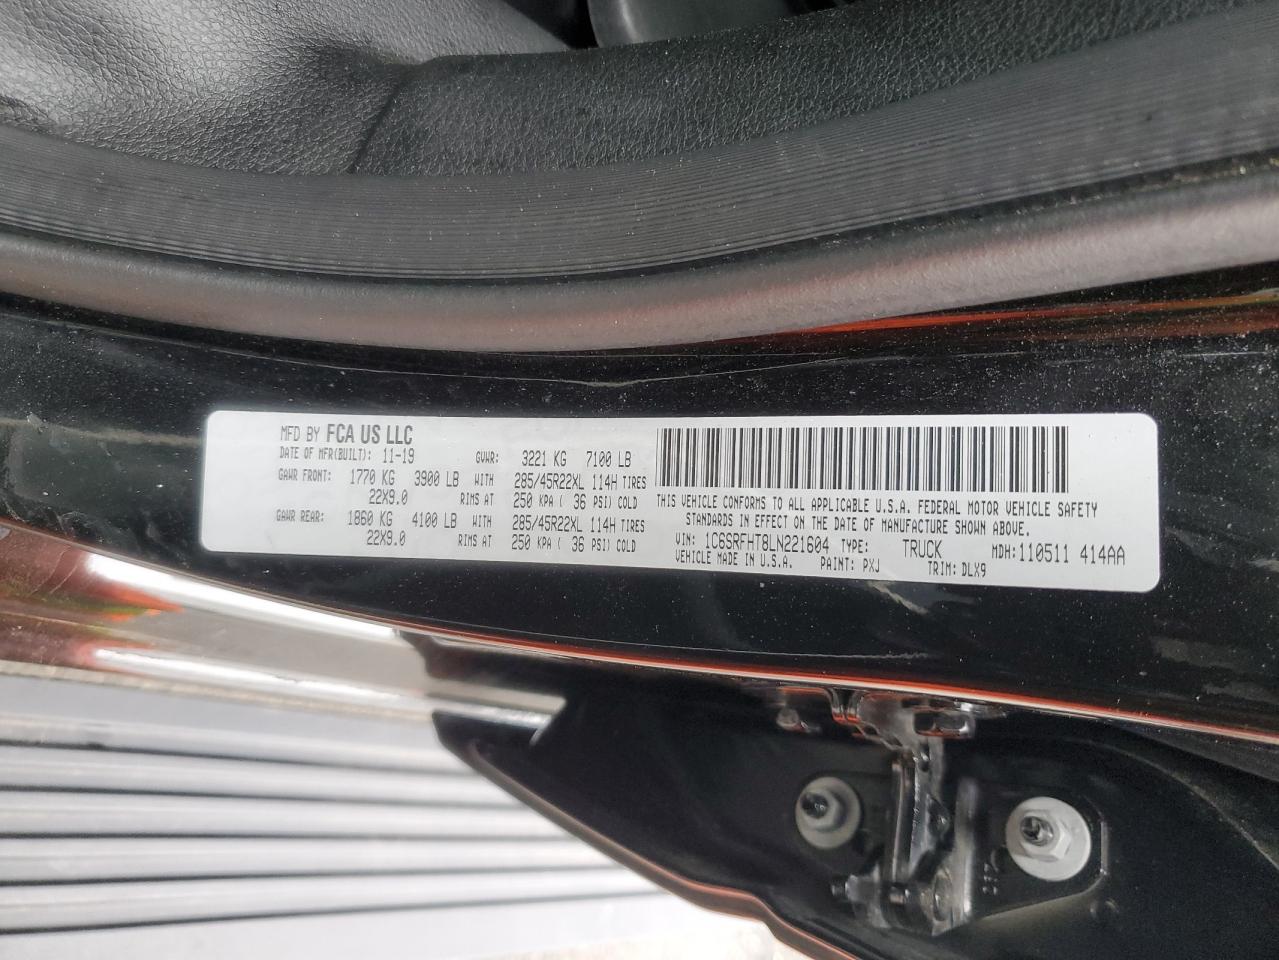 MFD BY FCA US LLC
DATE OF MFR(BUILT): 11-19 GVWR: 3221 KG 7100 LB
GAWR FRONT: 1770 KG 3900 LB WITH 285/45R22XL 114H TIRES
22X9.0 RIMS AT 250 KPA ( 36 PSI) COLD
GAWR REAR: 1860 KG 4100 LB WITH 285/45R22XL 114H TIRES
22X9.0 RIMS AT 250 KPA ( 36 PSI) COLD
THIS VEHICLE CONFORMS TO ALL APPLICABLE U.S.A. FEDERAL MOTOR VEHICLE SAFETY
STANDARDS IN EFFECT ON THE DATE OF MANUFACTURE SHOWN ABOVE.
VIN: 1C6SRFHT8LN221604 TYPE: TRUCK MDH: 110511 414AA
VEHICLE MADE IN U.S.A. PAINT: PXJ TRIM: DLX9